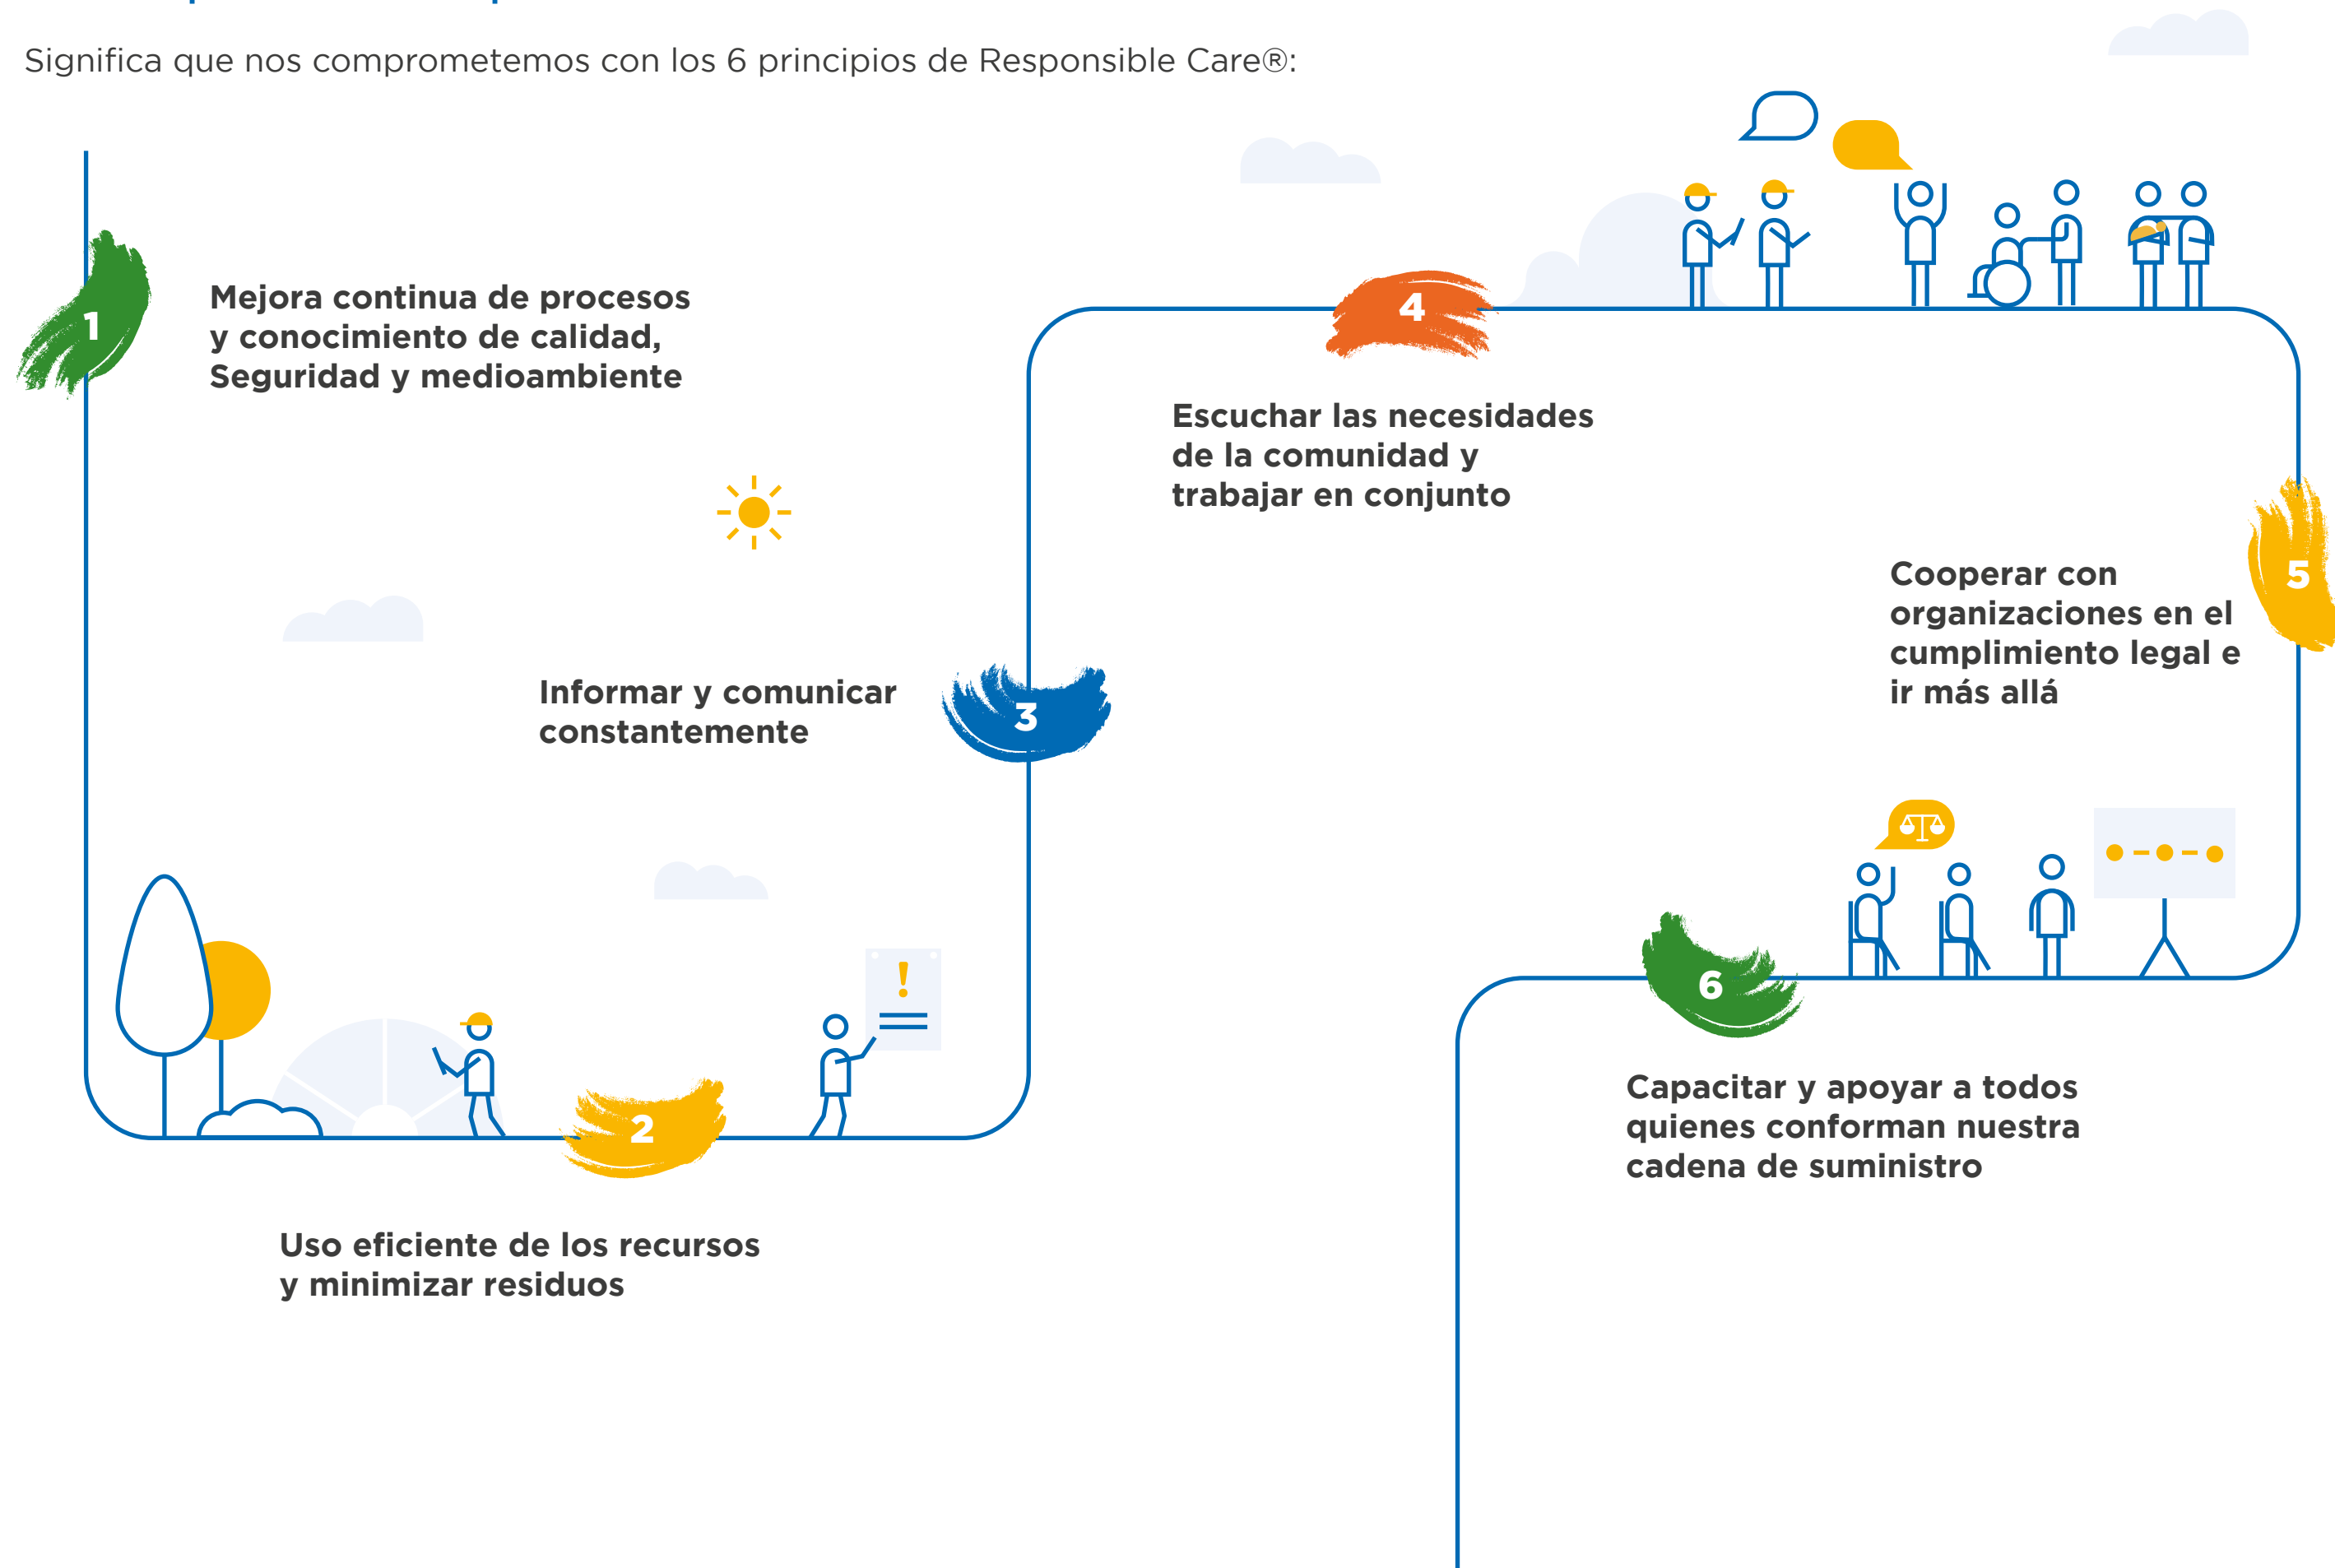 Significa que nos comprometemos con los 6 principios de Responsible Care®:
1
Mejora continua de procesos
y conocimiento de calidad,
Seguridad y medioambiente
2
Uso eficiente de los recursos
y minimizar residuos
!
3
Informar y comunicar
constantemente
4
Escuchar las necesidades
de la comunidad y
trabajar en conjunto
5
Cooperar con
organizaciones en el
cumplimiento legal e
ir más allá
6
Capacitar y apoyar a todos
quienes conforman nuestra
cadena de suministro